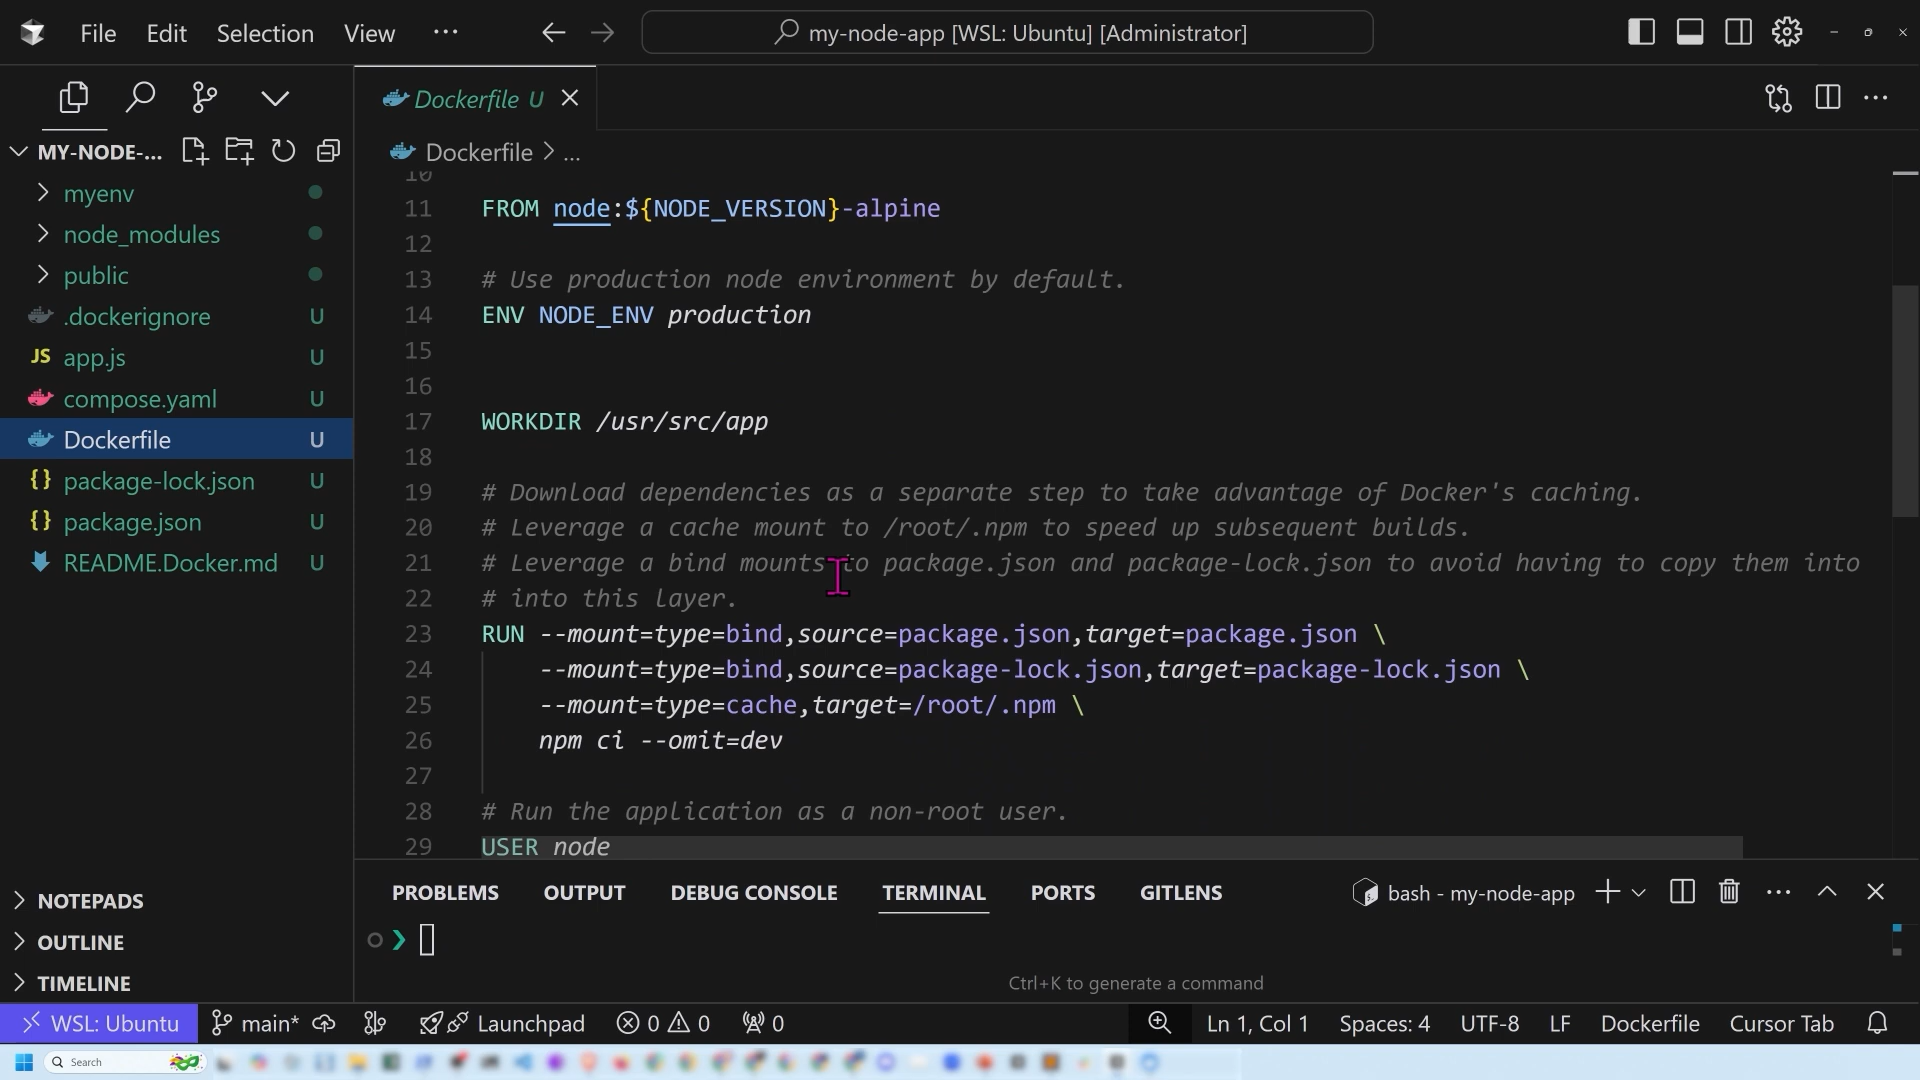 File Edit Selection View ··· my-node-app [WSL: Ubuntu] [Administrator]
Dockerfile U
MY-NODE-...
Dockerfile > ...
myenv
node_modules
public
.dockerignore U
JS app.js U
compose.yaml U
Dockerfile U
{} package-lock.json U
{} package.json U
README.Docker.md U
NOTEPADS
OUTLINE
TIMELINE
10
11 FROM node:${NODE_VERSION}-alpine
12
13 # Use production node environment by default.
14 ENV NODE_ENV production
15
16
17 WORKDIR /usr/src/app
18
19 # Download dependencies as a separate step to take advantage of Docker's caching.
20 # Leverage a cache mount to /root/.npm to speed up subsequent builds.
21 # Leverage a bind mounts to package.json and package-lock.json to avoid having to copy them into
22 # into this layer.
23 RUN --mount=type=bind,source=package.json,target=package.json \
24 --mount=type=bind,source=package-lock.json,target=package-lock.json \
25 --mount=type=cache,target=/root/.npm \
26 npm ci --omit=dev
27
28 # Run the application as a non-root user.
29 USER node
PROBLEMS OUTPUT DEBUG CONSOLE TERMINAL PORTS GITLENS bash - my-node-app
❯
Ctrl+K to generate a command
WSL: Ubuntu main* Launchpad 0 0 0 Ln 1, Col 1 Spaces: 4 UTF-8 LF Dockerfile Cursor Tab
Search